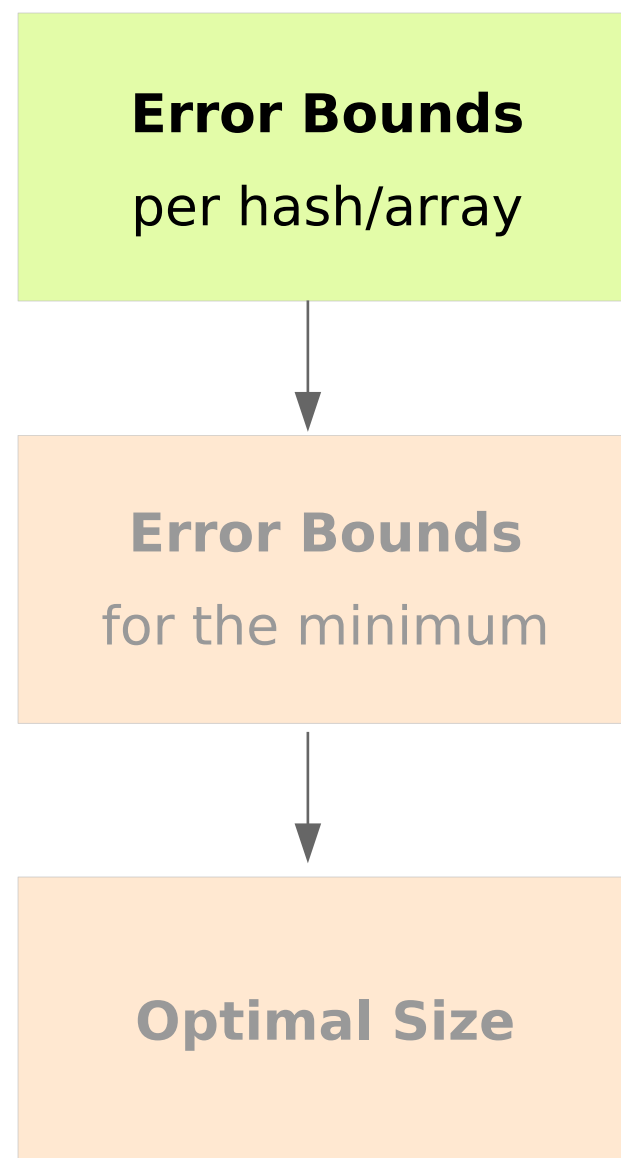 Error Bounds
per hash/array
Error Bounds
for the minimum
Optimal Size